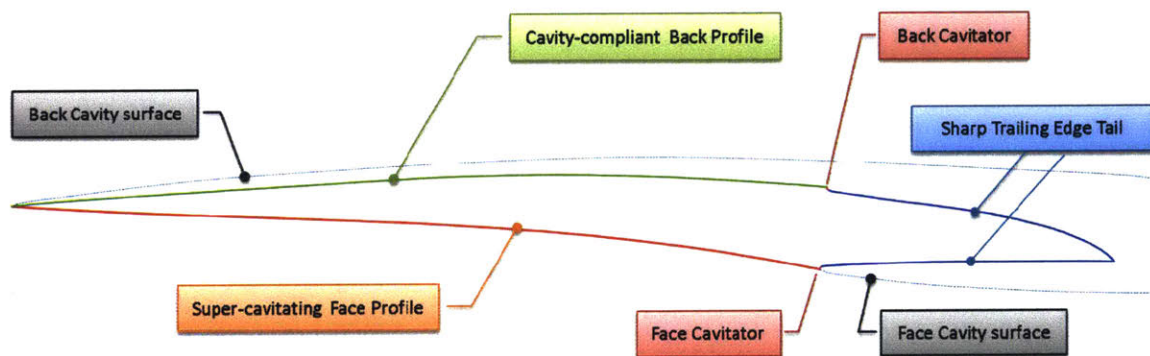 Cavity-compliant Back Profile
Back Cavitator
Back Cavity surface
Sharp Trailing Edge Tail
Super-cavitating Face Profile
Face Cavitator
Face Cavity surface